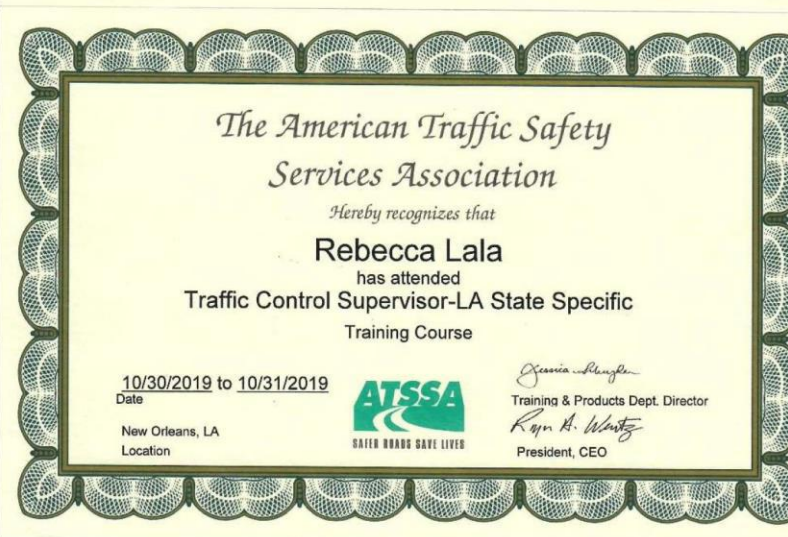 The American Traffic Safety
Services Association
Hereby recognizes that
Rebecca Lala
has attended
Traffic Control Supervisor-LA State Specific
Training Course
10/30/2019 to 10/31/2019
Date
New Orleans, LA
Location
ATSSA
SAFER ROADS SAVE LIVES
Training & Products Dept. Director
President, CEO